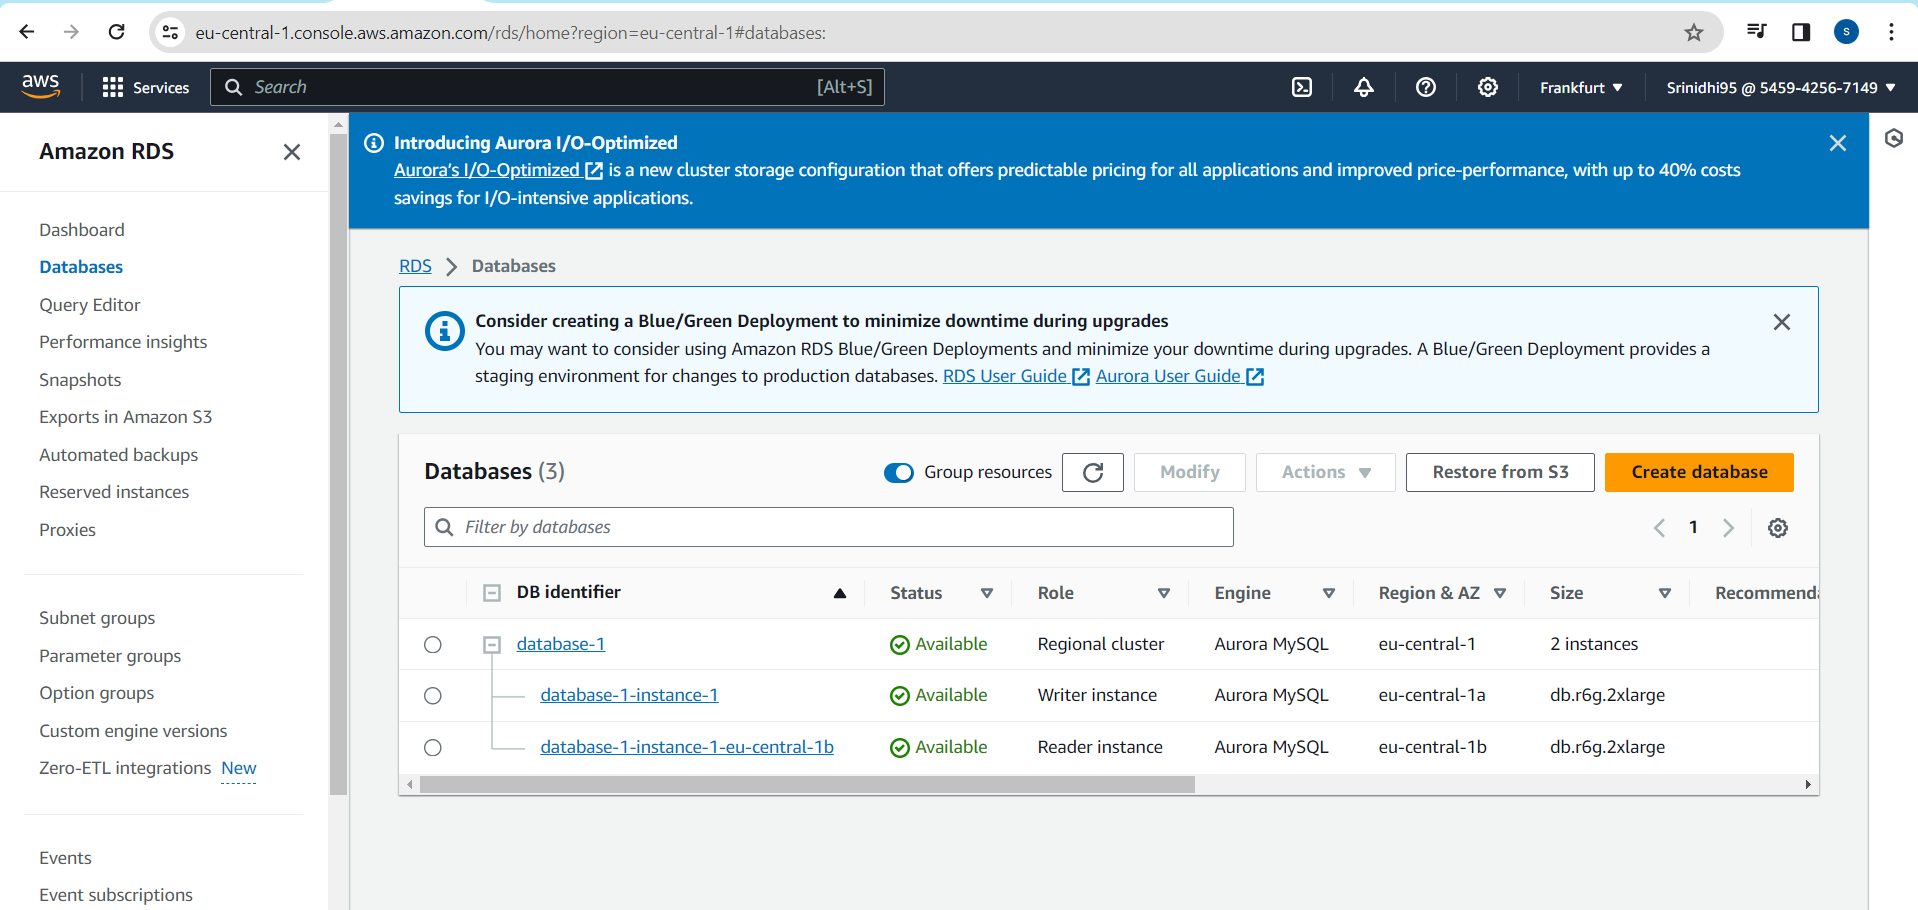 eu-central-1.console.aws.amazon.com/rds/home?region=eu-central-1#databases:
S
aws
Services
Search
[Alt+S]
Frankfurt
Srinidhi95 @ 5459-4256-7149
Amazon RDS
Dashboard
Databases
Query Editor
Performance insights
Snapshots
Exports in Amazon S3
Automated backups
Reserved instances
Proxies
Subnet groups
Parameter groups
Option groups
Custom engine versions
Zero-ETL integrations New
Events
Event subscriptions
Introducing Aurora I/O-Optimized
Aurora's I/O-Optimized is a new cluster storage configuration that offers predictable pricing for all applications and improved price-performance, with up to 40% costs
savings for I/O-intensive applications.
RDS > Databases
Consider creating a Blue/Green Deployment to minimize downtime during upgrades
You may want to consider using Amazon RDS Blue/Green Deployments and minimize your downtime during upgrades. A Blue/Green Deployment provides a
staging environment for changes to production databases. RDS User Guide Aurora User Guide
Databases (3)
Group resources
Modify
Actions
Restore from S3
Create database
Filter by databases
1
DB identifier Status Role Engine Region & AZ Size Recommenda
database-1 Available Regional cluster Aurora MySQL eu-central-1 2 instances
database-1-instance-1 Available Writer instance Aurora MySQL eu-central-1a db.r6g.2xlarge
database-1-instance-1-eu-central-1b Available Reader instance Aurora MySQL eu-central-1b db.r6g.2xlarge